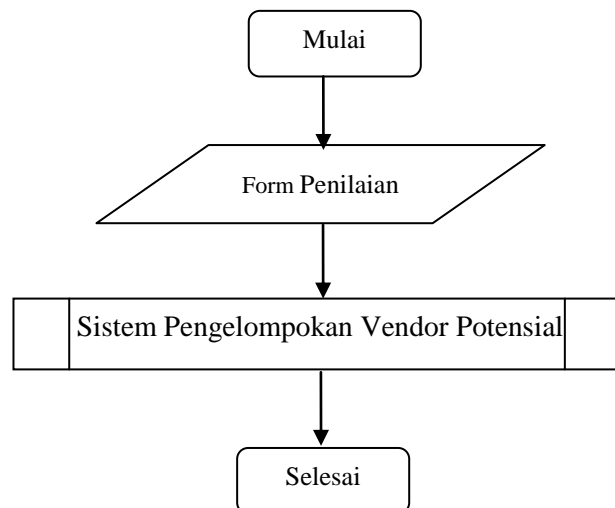 Mulai
Form Penilaian
Sistem Pengelompokan Vendor Potensial
Selesai